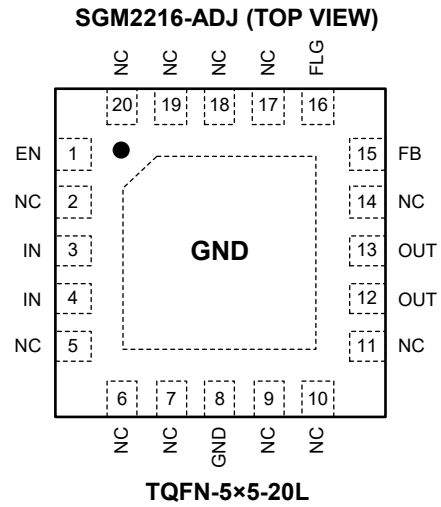 SGM2216-ADJ (TOP VIEW)
NC NC NC NC FLG
20 19 18 17 16
EN 1 15 FB
NC 2 14 NC
IN 3 GND 13 OUT
IN 4 12 OUT
NC 5 11 NC
6 7 8 9 10
NC NC GND NC NC
TQFN-5×5-20L